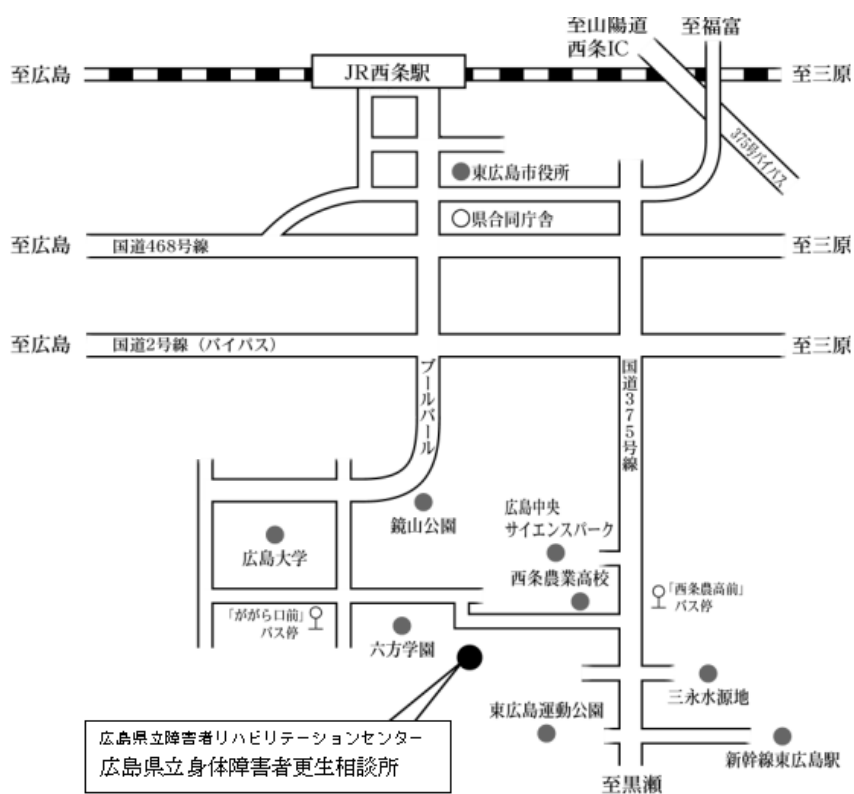 至山陽道
西条IC
至福富
至広島
JR西条駅
至三原
375号バイパス
東広島市役所
県合同庁舎
至広島
国道468号線
至三原
至広島
国道2号線（バイパス）
至三原
ブールバール
国道375号線
広島中央
サイエンスパーク
鏡山公園
広島大学
西条農業高校
「西条農高前」
バス停
「ががら口前」
バス停
六方学園
三永水源地
東広島運動公園
新幹線東広島駅
広島県立障害者リハビリテーションセンター
広島県立身体障害者更生相談所
至黒瀬